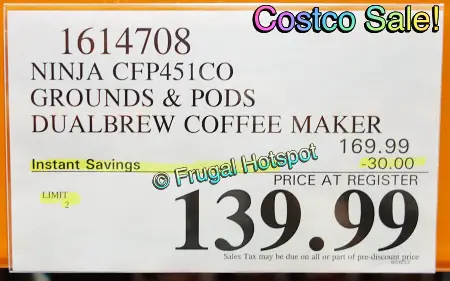 Costco Sale!
1614708
NINJA CFP451CO
GROUNDS & PODS
DUALBREW COFFEE MAKER
169.99
Instant Savings -30.00
© Frugal Hotspot
PRICE AT REGISTER
LIMIT
2
139.99
Sales Tax may be due on all or part of pre-discount price